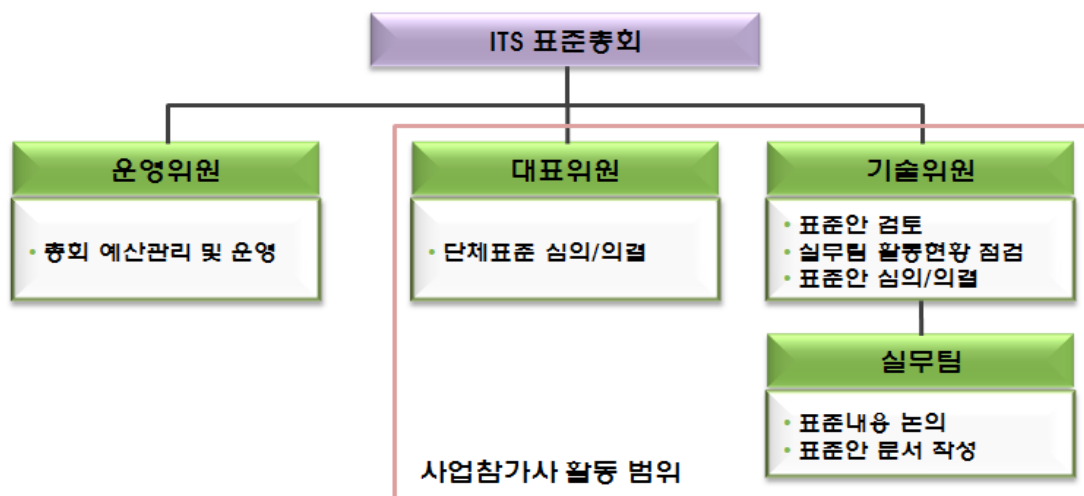 ITS 표준총회
운영위원
• 총회 예산관리 및 운영
대표위원
• 단체표준 심의/의결
기술위원
• 표준안 검토
• 실무팀 활동현황 점검
• 표준안 심의/의결
실무팀
• 표준내용 논의
• 표준안 문서 작성
사업참가사 활동 범위